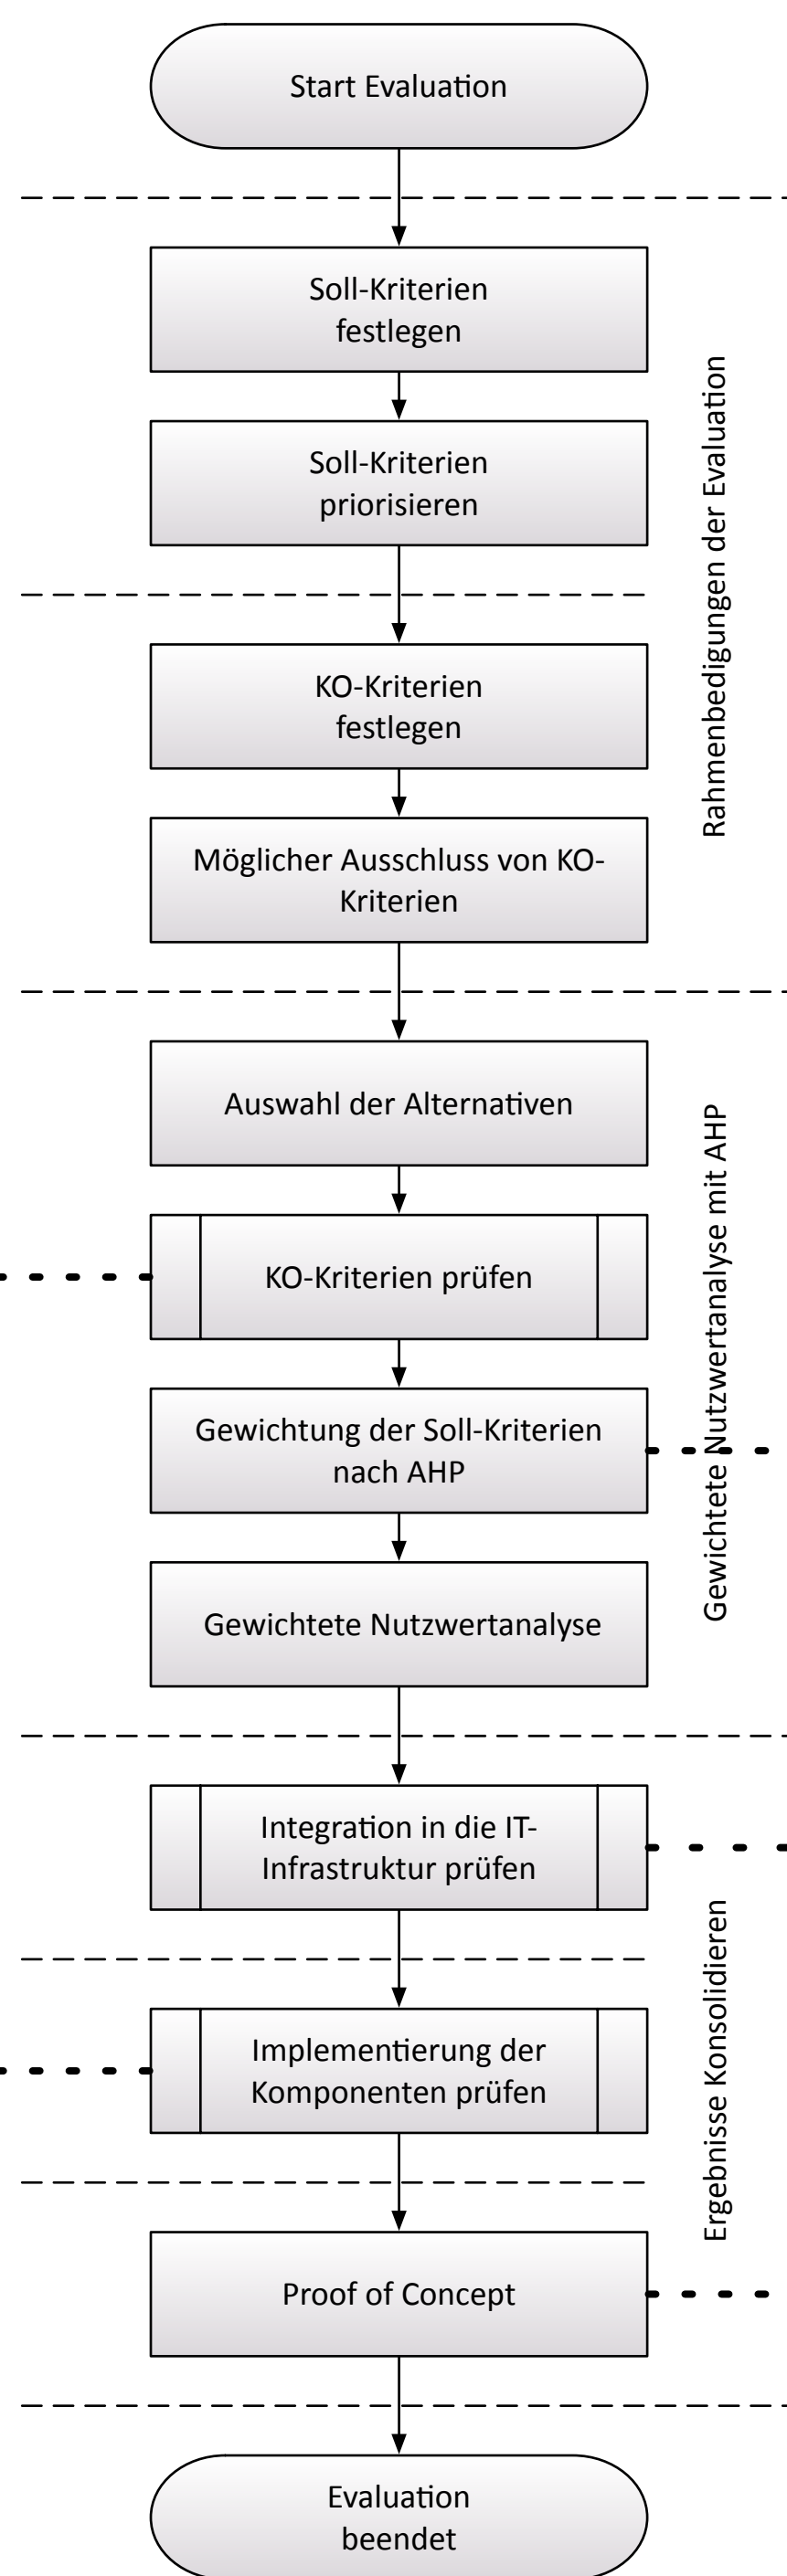 Start Evaluation
Soll-Kriterien
festlegen
Soll-Kriterien
priorisieren
Rahmenbedigungen der Evaluation
KO-Kriterien
festlegen
Möglicher Ausschluss von KO-
Kriterien
Auswahl der Alternativen
KO-Kriterien prüfen
Gewichtung der Soll-Kriterien
nach AHP
Gewichtete Nutzwertanalyse
Gewichtete Nutzwertanalyse mit AHP
Integration in die IT-
Infrastruktur prüfen
Implementierung der
Komponenten prüfen
Proof of Concept
Ergebnisse Konsolidieren
Evaluation
beendet